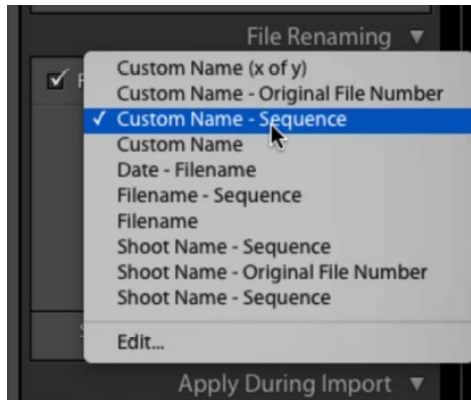 File Renaming
Custom Name (x of y)
Custom Name - Original File Number
✓ Custom Name - Sequence
Custom Name
Date - Filename
Filename - Sequence
Filename
Shoot Name - Sequence
Shoot Name - Original File Number
Shoot Name - Sequence
Edit...
Apply During Import